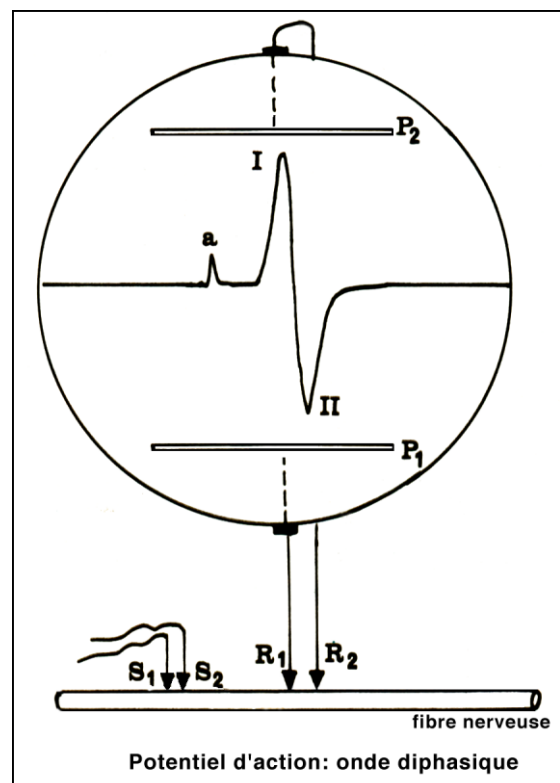 P2
I
a
II
P1
S1 S2 R1 R2
fibre nerveuse
Potentiel d'action: onde diphasique